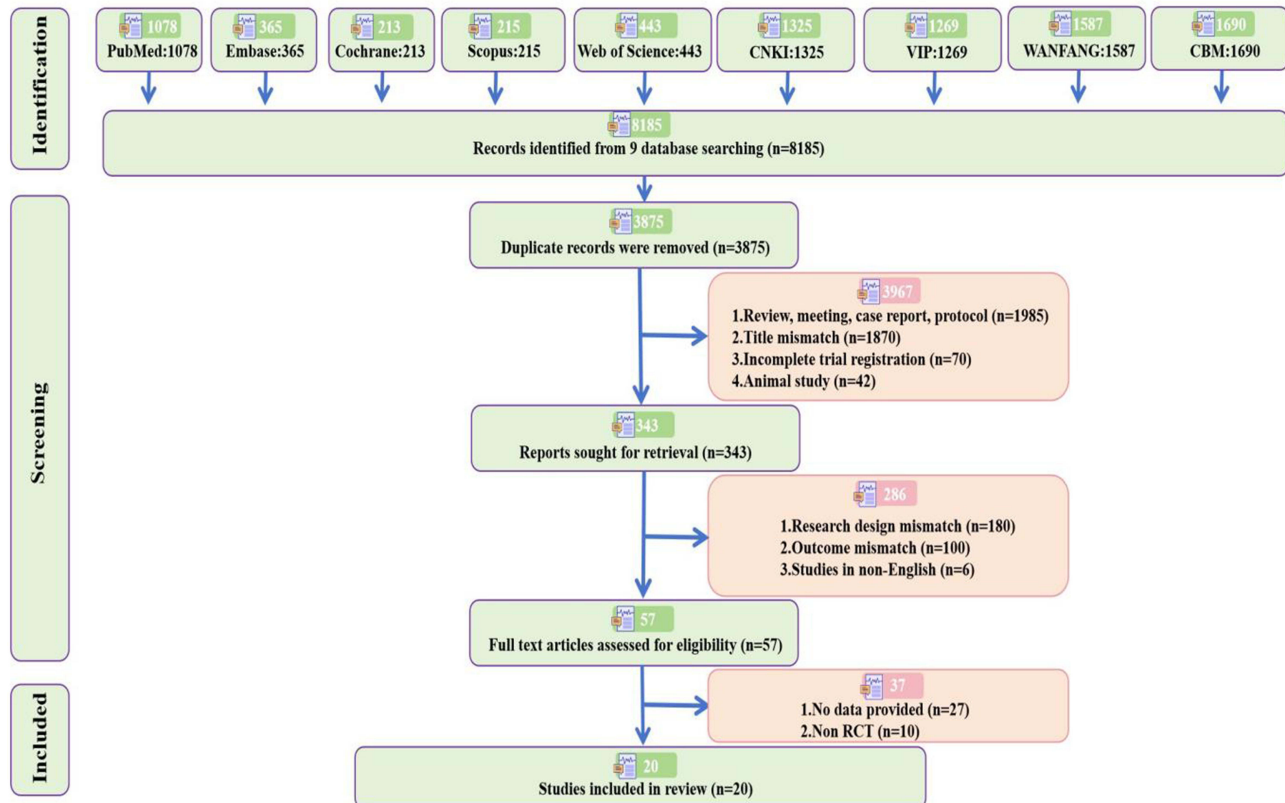 Identification
1078
PubMed:1078
365
Embase:365
213
Cochrane:213
215
Scopus:215
443
Web of Science:443
1325
CNKI:1325
1269
VIP:1269
1587
WANFANG:1587
1690
CBM:1690
8185
Records identified from 9 database searching (n=8185)
Screening
3875
Duplicate records were removed (n=3875)
3967
1.Review, meeting, case report, protocol (n=1985)
2.Title mismatch (n=1870)
3.Incomplete trial registration (n=70)
4.Animal study (n=42)
343
Reports sought for retrieval (n=343)
286
1.Research design mismatch (n=180)
2.Outcome mismatch (n=100)
3.Studies in non-English (n=6)
57
Full text articles assessed for eligibility (n=57)
Included
37
1.No data provided (n=27)
2.Non RCT (n=10)
20
Studies included in review (n=20)